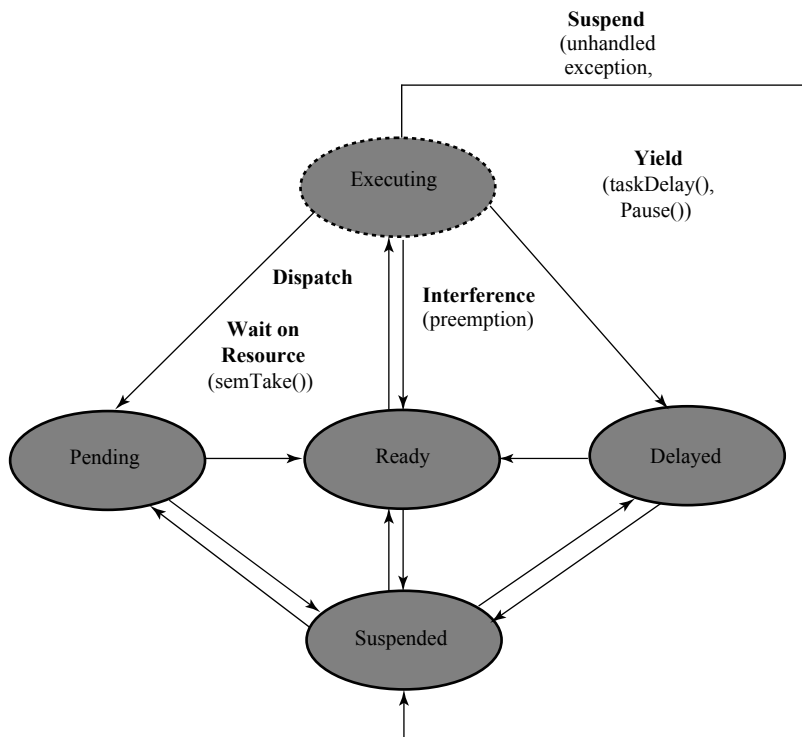 Suspend
(unhandled
exception,
Executing
Yield
(taskDelay(),
Pause())
Dispatch
Interference
(preemption)
Wait on
Resource
(semTake())
Pending
Ready
Delayed
Suspended